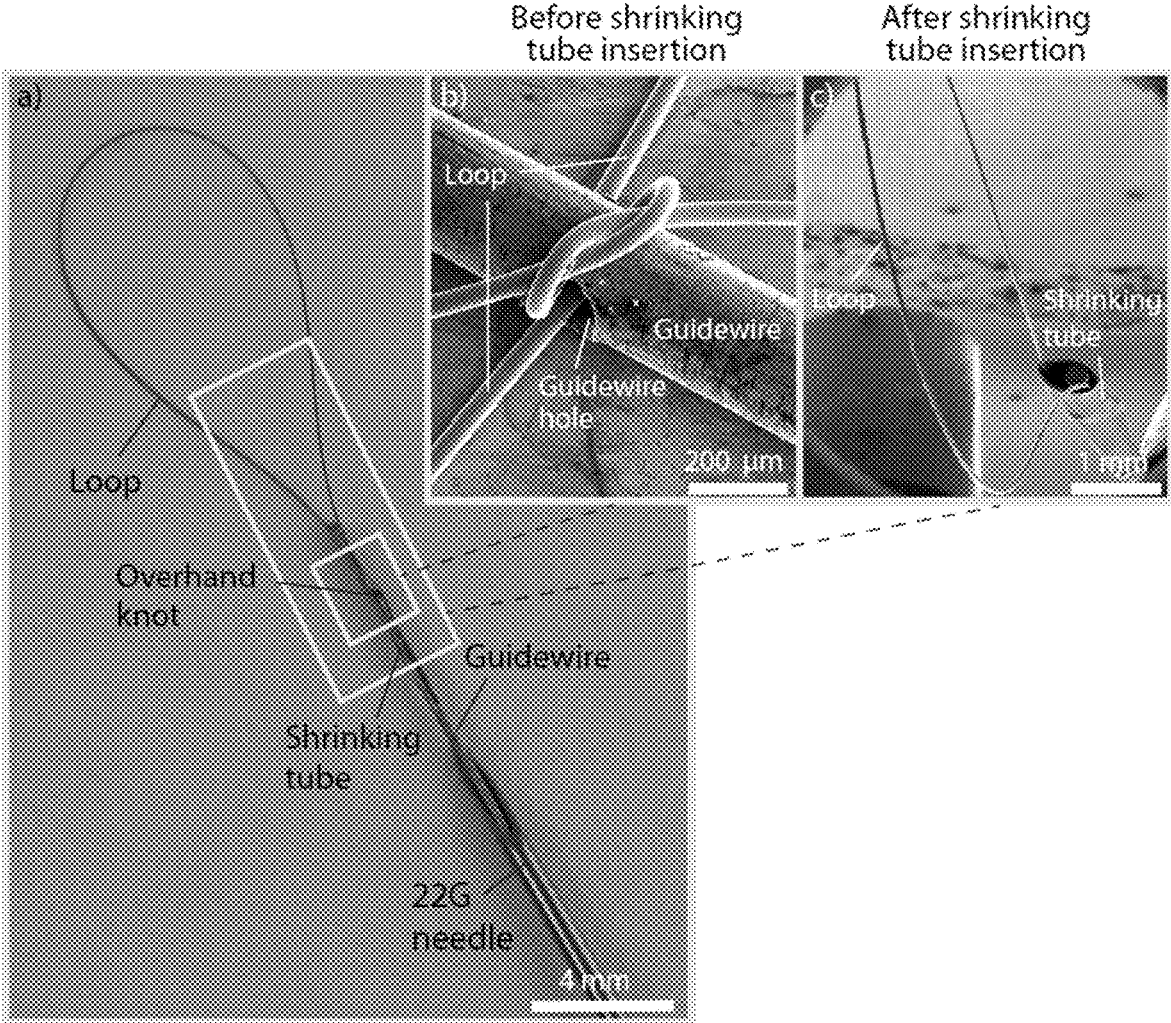 Before shrinking
tube insertion
After shrinking
tube insertion
a)
b)
c)
Loop
Guidewire
Guidewire
hole
200 µm
Loop
Shrinking
tube
1 mm
Loop
Overhand
knot
Guidewire
Shrinking
tube
22G
needle
4 mm